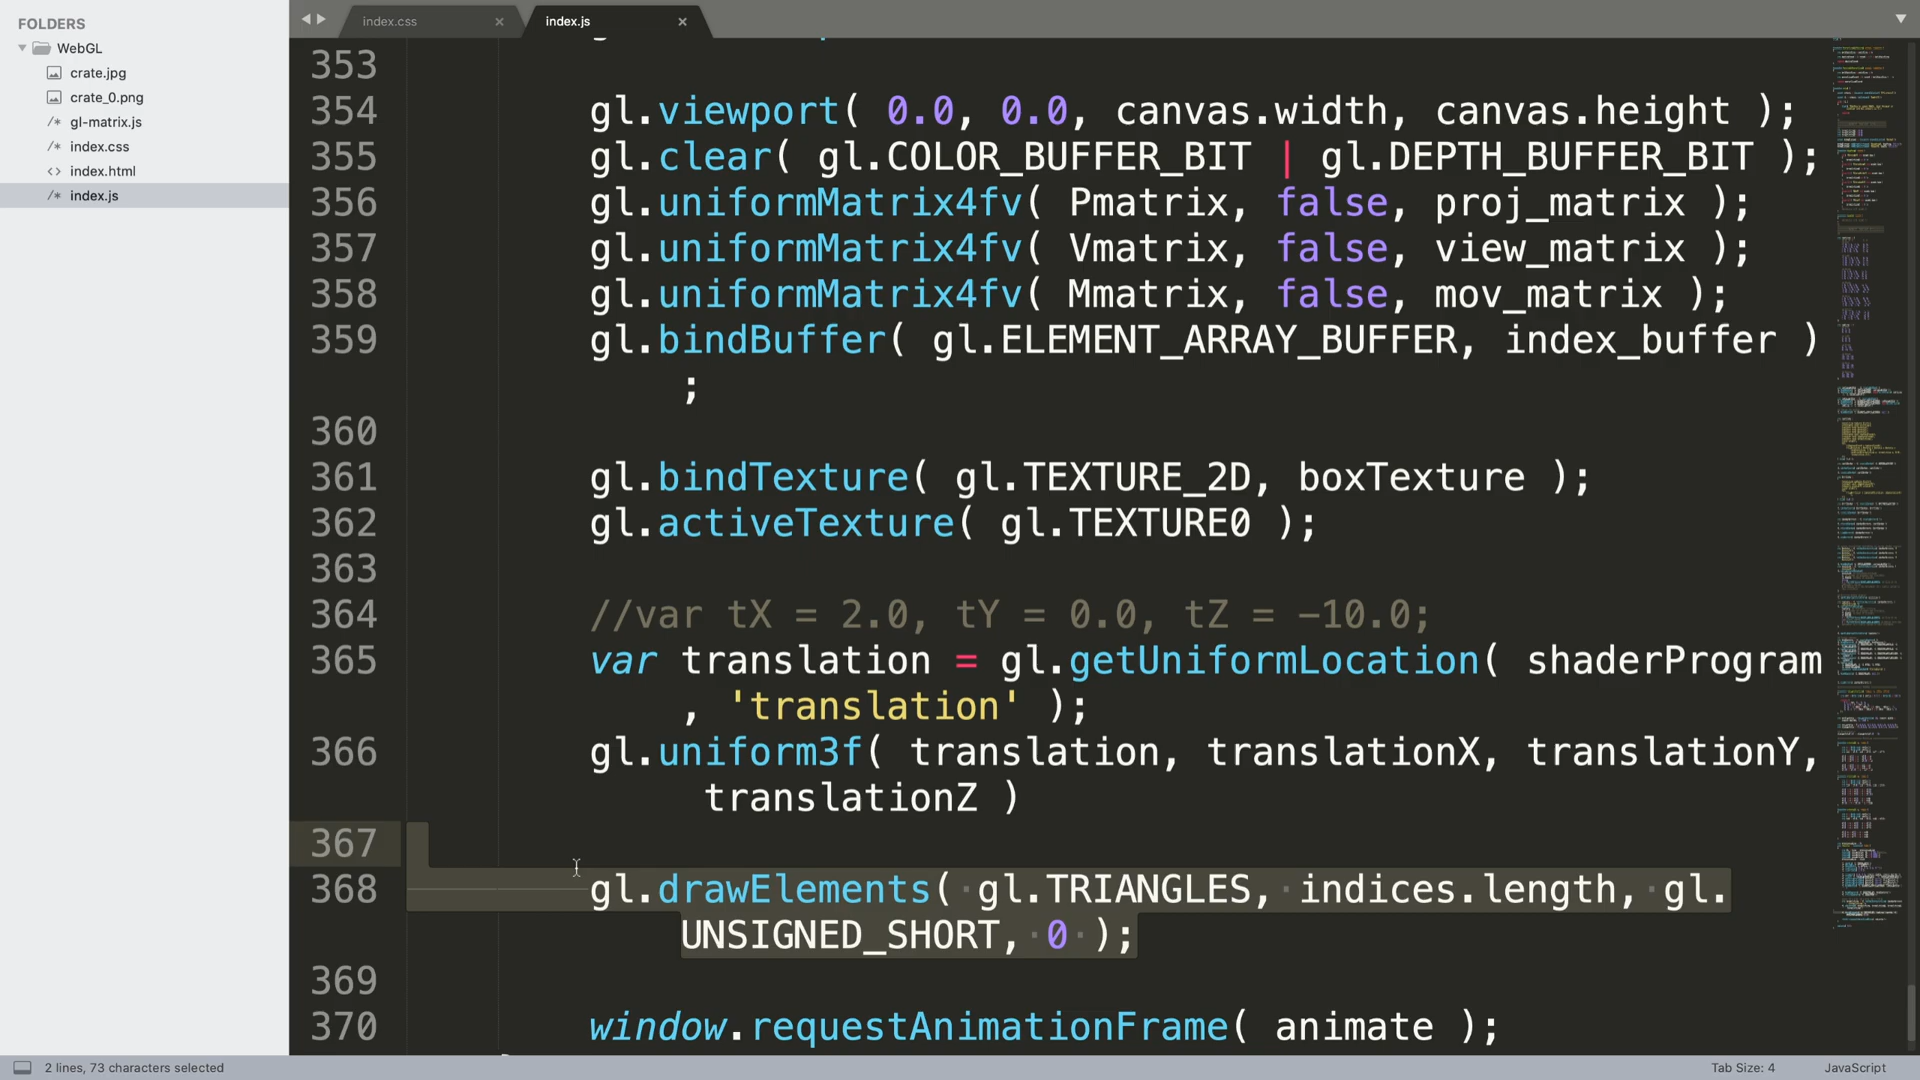 FOLDERS
WebGL
crate.jpg
crate_0.png
gl-matrix.js
/* index.css
<> index.html
/* index.js
index.css ×
index.js ×
353
354 gl.viewport( 0.0, 0.0, canvas.width, canvas.height );
355 gl.clear( gl.COLOR_BUFFER_BIT | gl.DEPTH_BUFFER_BIT );
356 gl.uniformMatrix4fv( Pmatrix, false, proj_matrix );
357 gl.uniformMatrix4fv( Vmatrix, false, view_matrix );
358 gl.uniformMatrix4fv( Mmatrix, false, mov_matrix );
359 gl.bindBuffer( gl.ELEMENT_ARRAY_BUFFER, index_buffer )
;
360
361 gl.bindTexture( gl.TEXTURE_2D, boxTexture );
362 gl.activeTexture( gl.TEXTURE0 );
363
364 //var tX = 2.0, tY = 0.0, tZ = -10.0;
365 var translation = gl.getUniformLocation( shaderProgram
, 'translation' );
366 gl.uniform3f( translation, translationX, translationY,
translationZ )
367
368 gl.drawElements( gl.TRIANGLES, indices.length, gl.
UNSIGNED_SHORT, 0 );
369
370 window.requestAnimationFrame( animate );
2 lines, 73 characters selected
Tab Size: 4
JavaScript